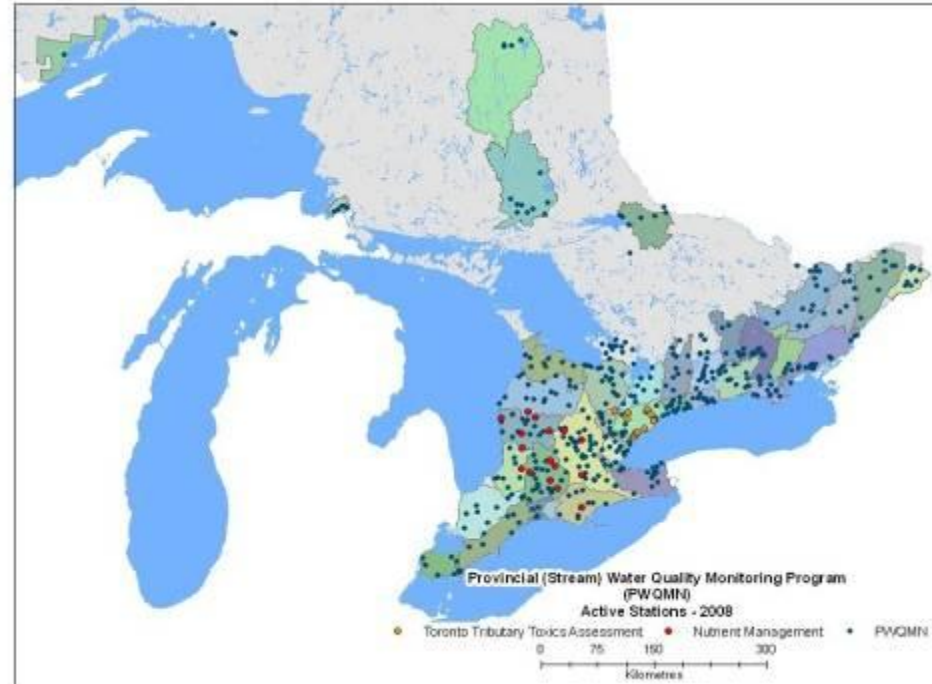 Provincial (Stream) Water Quality Monitoring Program
(PWQMN)
Active Stations - 2008
Toronto Tributary Toxics Assessment Nutrient Management PWQMN
0 75 150 300
Kilometres